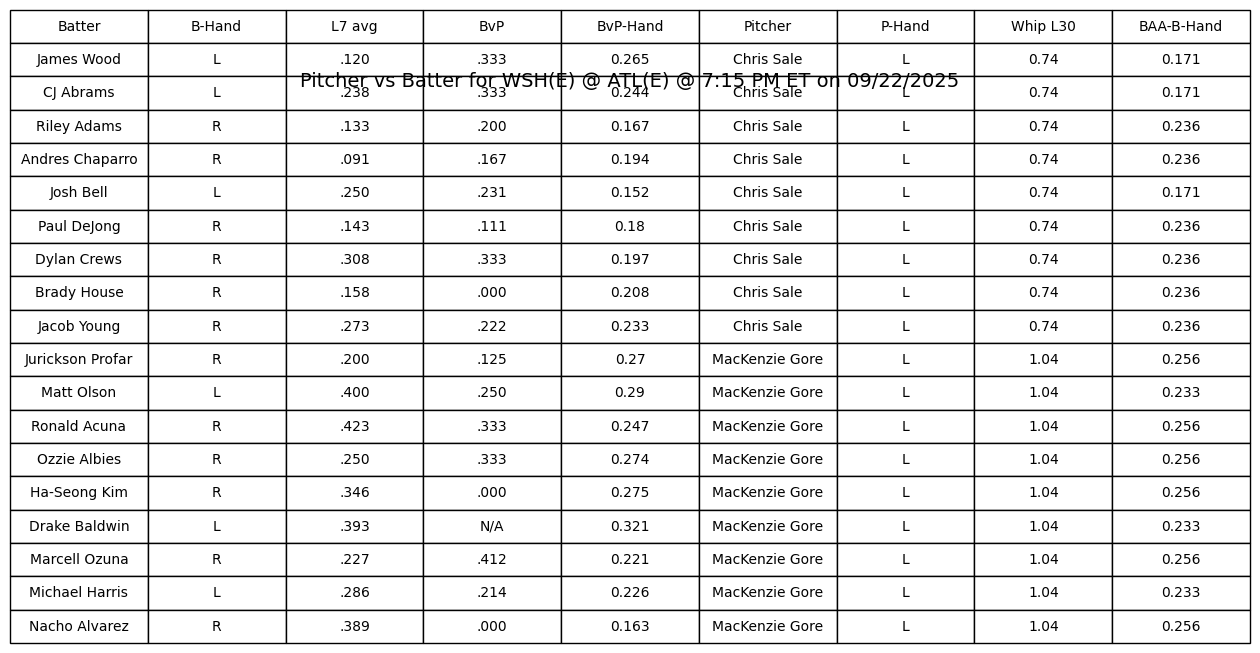 Batter B-Hand L7 avg BvP BvP-Hand Pitcher P-Hand Whip L30 BAA-B-Hand
James Wood L .120 .333 0.265 Chris Sale L 0.74 0.171
Pitcher vs Batter for WSH(E) @ ATL(E) @ 7:15 PM ET on 09/22/2025
CJ Abrams L .238 .333 0.244 Chris Sale L 0.74 0.171
Riley Adams R .133 .200 0.167 Chris Sale L 0.74 0.236
Andres Chaparro R .091 .167 0.194 Chris Sale L 0.74 0.236
Josh Bell L .250 .231 0.152 Chris Sale L 0.74 0.171
Paul DeJong R .143 .111 0.18 Chris Sale L 0.74 0.236
Dylan Crews R .308 .333 0.197 Chris Sale L 0.74 0.236
Brady House R .158 .000 0.208 Chris Sale L 0.74 0.236
Jacob Young R .273 .222 0.233 Chris Sale L 0.74 0.236
Jurickson Profar R .200 .125 0.27 MacKenzie Gore L 1.04 0.256
Matt Olson L .400 .250 0.29 MacKenzie Gore L 1.04 0.233
Ronald Acuna R .423 .333 0.247 MacKenzie Gore L 1.04 0.256
Ozzie Albies R .250 .333 0.274 MacKenzie Gore L 1.04 0.256
Ha-Seong Kim R .346 .000 0.275 MacKenzie Gore L 1.04 0.256
Drake Baldwin L .393 N/A 0.321 MacKenzie Gore L 1.04 0.233
Marcell Ozuna R .227 .412 0.221 MacKenzie Gore L 1.04 0.256
Michael Harris L .286 .214 0.226 MacKenzie Gore L 1.04 0.233
Nacho Alvarez R .389 .000 0.163 MacKenzie Gore L 1.04 0.256